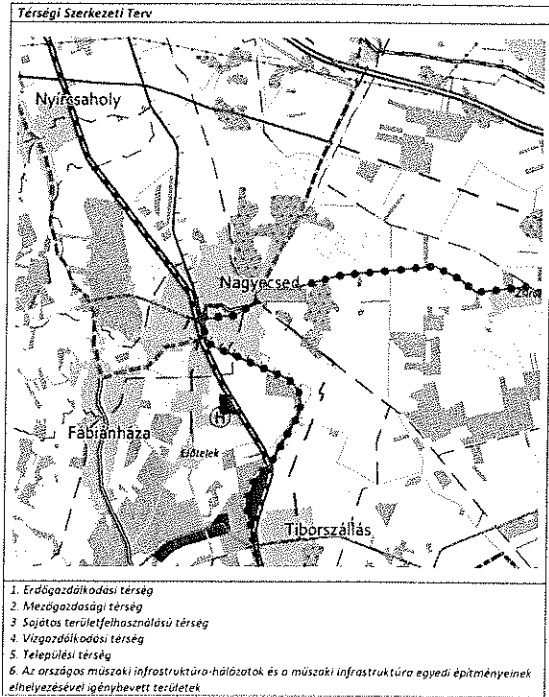 Térségi Szerkezeti Terv
Nyírcsaholy
Nagyecsed
Fábiánháza
H
Tiborszállás
1. Erdőgazdálkodási térség
2. Mezőgazdasági térség
3 Sajátos területfelhasználású térség
4. Vízgazdálkodási térség
5. Települési térség
6. Az országos műszaki infrastruktúra-hálózatok és a műszaki infrastruktúra egyedi építményeinek
elhelyezésével igénybevett területek